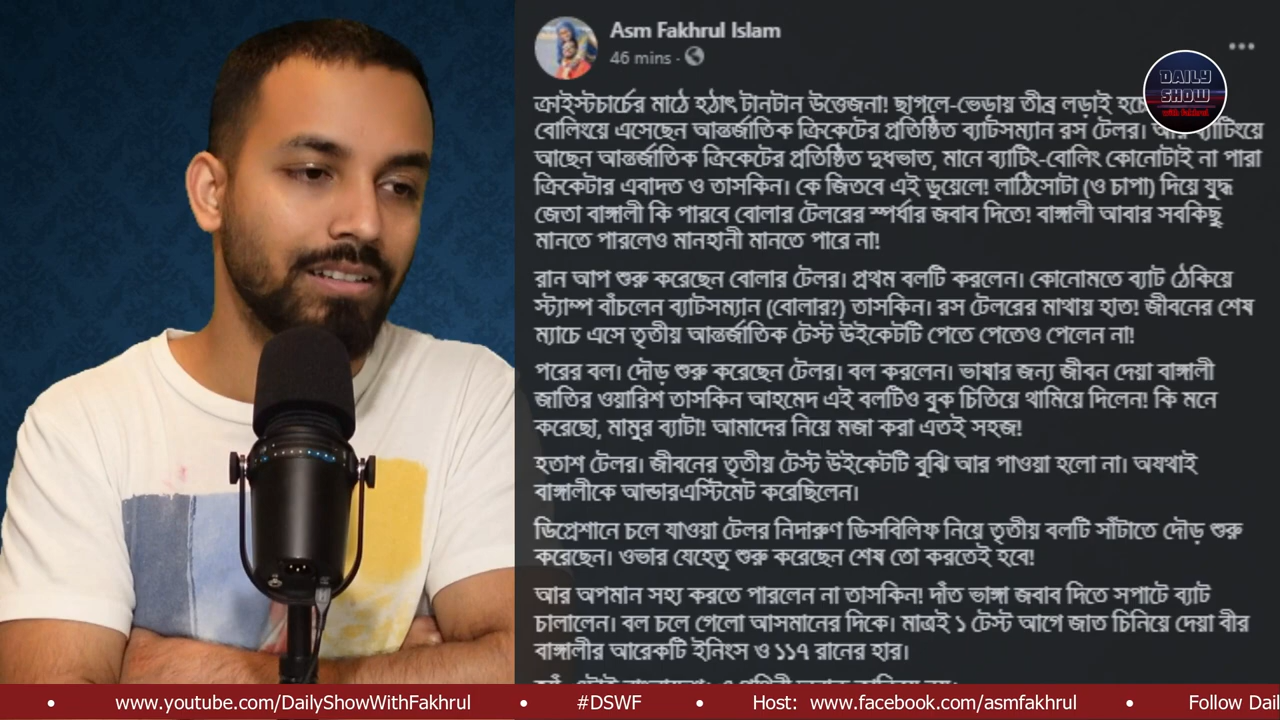 Asm Fakhrul Islam
46 mins ·
DAILY
SHOW
with Fakhrul
ক্রাইস্টচার্চের মাঠে হঠাৎ টানটান উত্তেজনা! ছাগলে-ভেড়ায় তীব্র লড়াই
বোলিংয়ে এসেছেন আন্তর্জাতিক ক্রিকেটের প্রতিষ্ঠিত ব্যাটসম্যান রস টেলর। আর ব্যাটিংয়ে
আছেন আন্তর্জাতিক ক্রিকেটের প্রতিষ্ঠিত দুধভাত, মানে ব্যাটিং-বোলিং কোনোটাই না পারা
ক্রিকেটার এবাদত ও তাসকিন। কে জিতবে এই ডুয়েলে! লাঠিসোটা (ও চাপা) দিয়ে যুদ্ধ
জেতা বাঙ্গালী কি পারবে বোলার টেলরের স্পর্ধার জবাব দিতে! বাঙ্গালী আবার সবকিছু
মানতে পারলেও মানহানী মানতে পারে না!
রান আপ শুরু করেছেন বোলার টেলর। প্রথম বলটি করলেন। কোনোমতে ব্যাট ঠেকিয়ে
স্ট্যাম্প বাঁচলেন ব্যাটসম্যান (বোলার?) তাসকিন। রস টেলরের মাথায় হাত! জীবনের শেষ
ম্যাচে এসে তৃতীয় আন্তর্জাতিক টেস্ট উইকেটটি পেতে পেতেও পেলেন না!
পরের বল। দৌড় শুরু করেছেন টেলর। বল করলেন। ভাষার জন্য জীবন দেয়া বাঙ্গালী
জাতির ওয়ারিশ তাসকিন আহমেদ এই বলটিও বুক চিতিয়ে থামিয়ে দিলেন! কি মনে
করেছো, মামুর ব্যাটা! আমাদের নিয়ে মজা করা এতই সহজ!
হতাশ টেলর। জীবনের তৃতীয় টেস্ট উইকেটটি বুঝি আর পাওয়া হলো না। অযথাই
বাঙ্গালীকে আন্ডারএস্টিমেট করেছিলেন।
ডিপ্রেশানে চলে যাওয়া টেলর নিদারুণ ডিসবিলিফ নিয়ে তৃতীয় বলটি সাঁটাতে দৌড় শুরু
করেছেন। ওভার যেহেতু শুরু করেছেন শেষ তো করতেই হবে!
আর অপমান সহ্য করতে পারলেন না তাসকিন! দাঁত ভাঙ্গা জবাব দিতে সপাটে ব্যাট
চালালেন। বল চলে গেলো আসমানের দিকে। মাত্রই ১ টেস্ট আগে জাত চিনিয়ে দেয়া বীর
বাঙ্গালীর আরেকটি ইনিংস ও ১১৭ রানের হার।
• www.youtube.com/DailyShowWithFakhrul • #DSWF • Host: www.facebook.com/asmfakhrul • Follow Dail